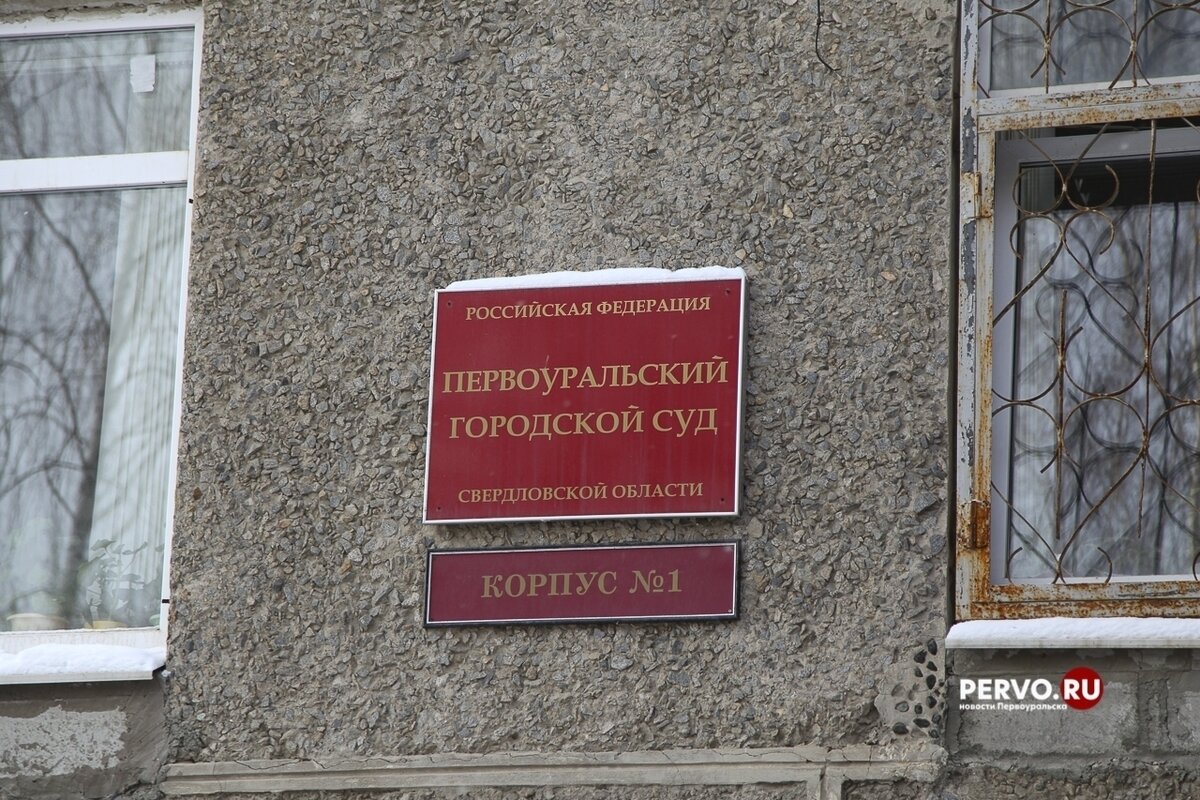 РОССИЙСКАЯ ФЕДЕРАЦИЯ
ПЕРВОУРАЛЬСКИЙ
ГОРОДСКОЙ СУД
СВЕРДЛОВСКОЙ ОБЛАСТИ
КОРПУС №1
PERVO.RU
новости Первоуральска